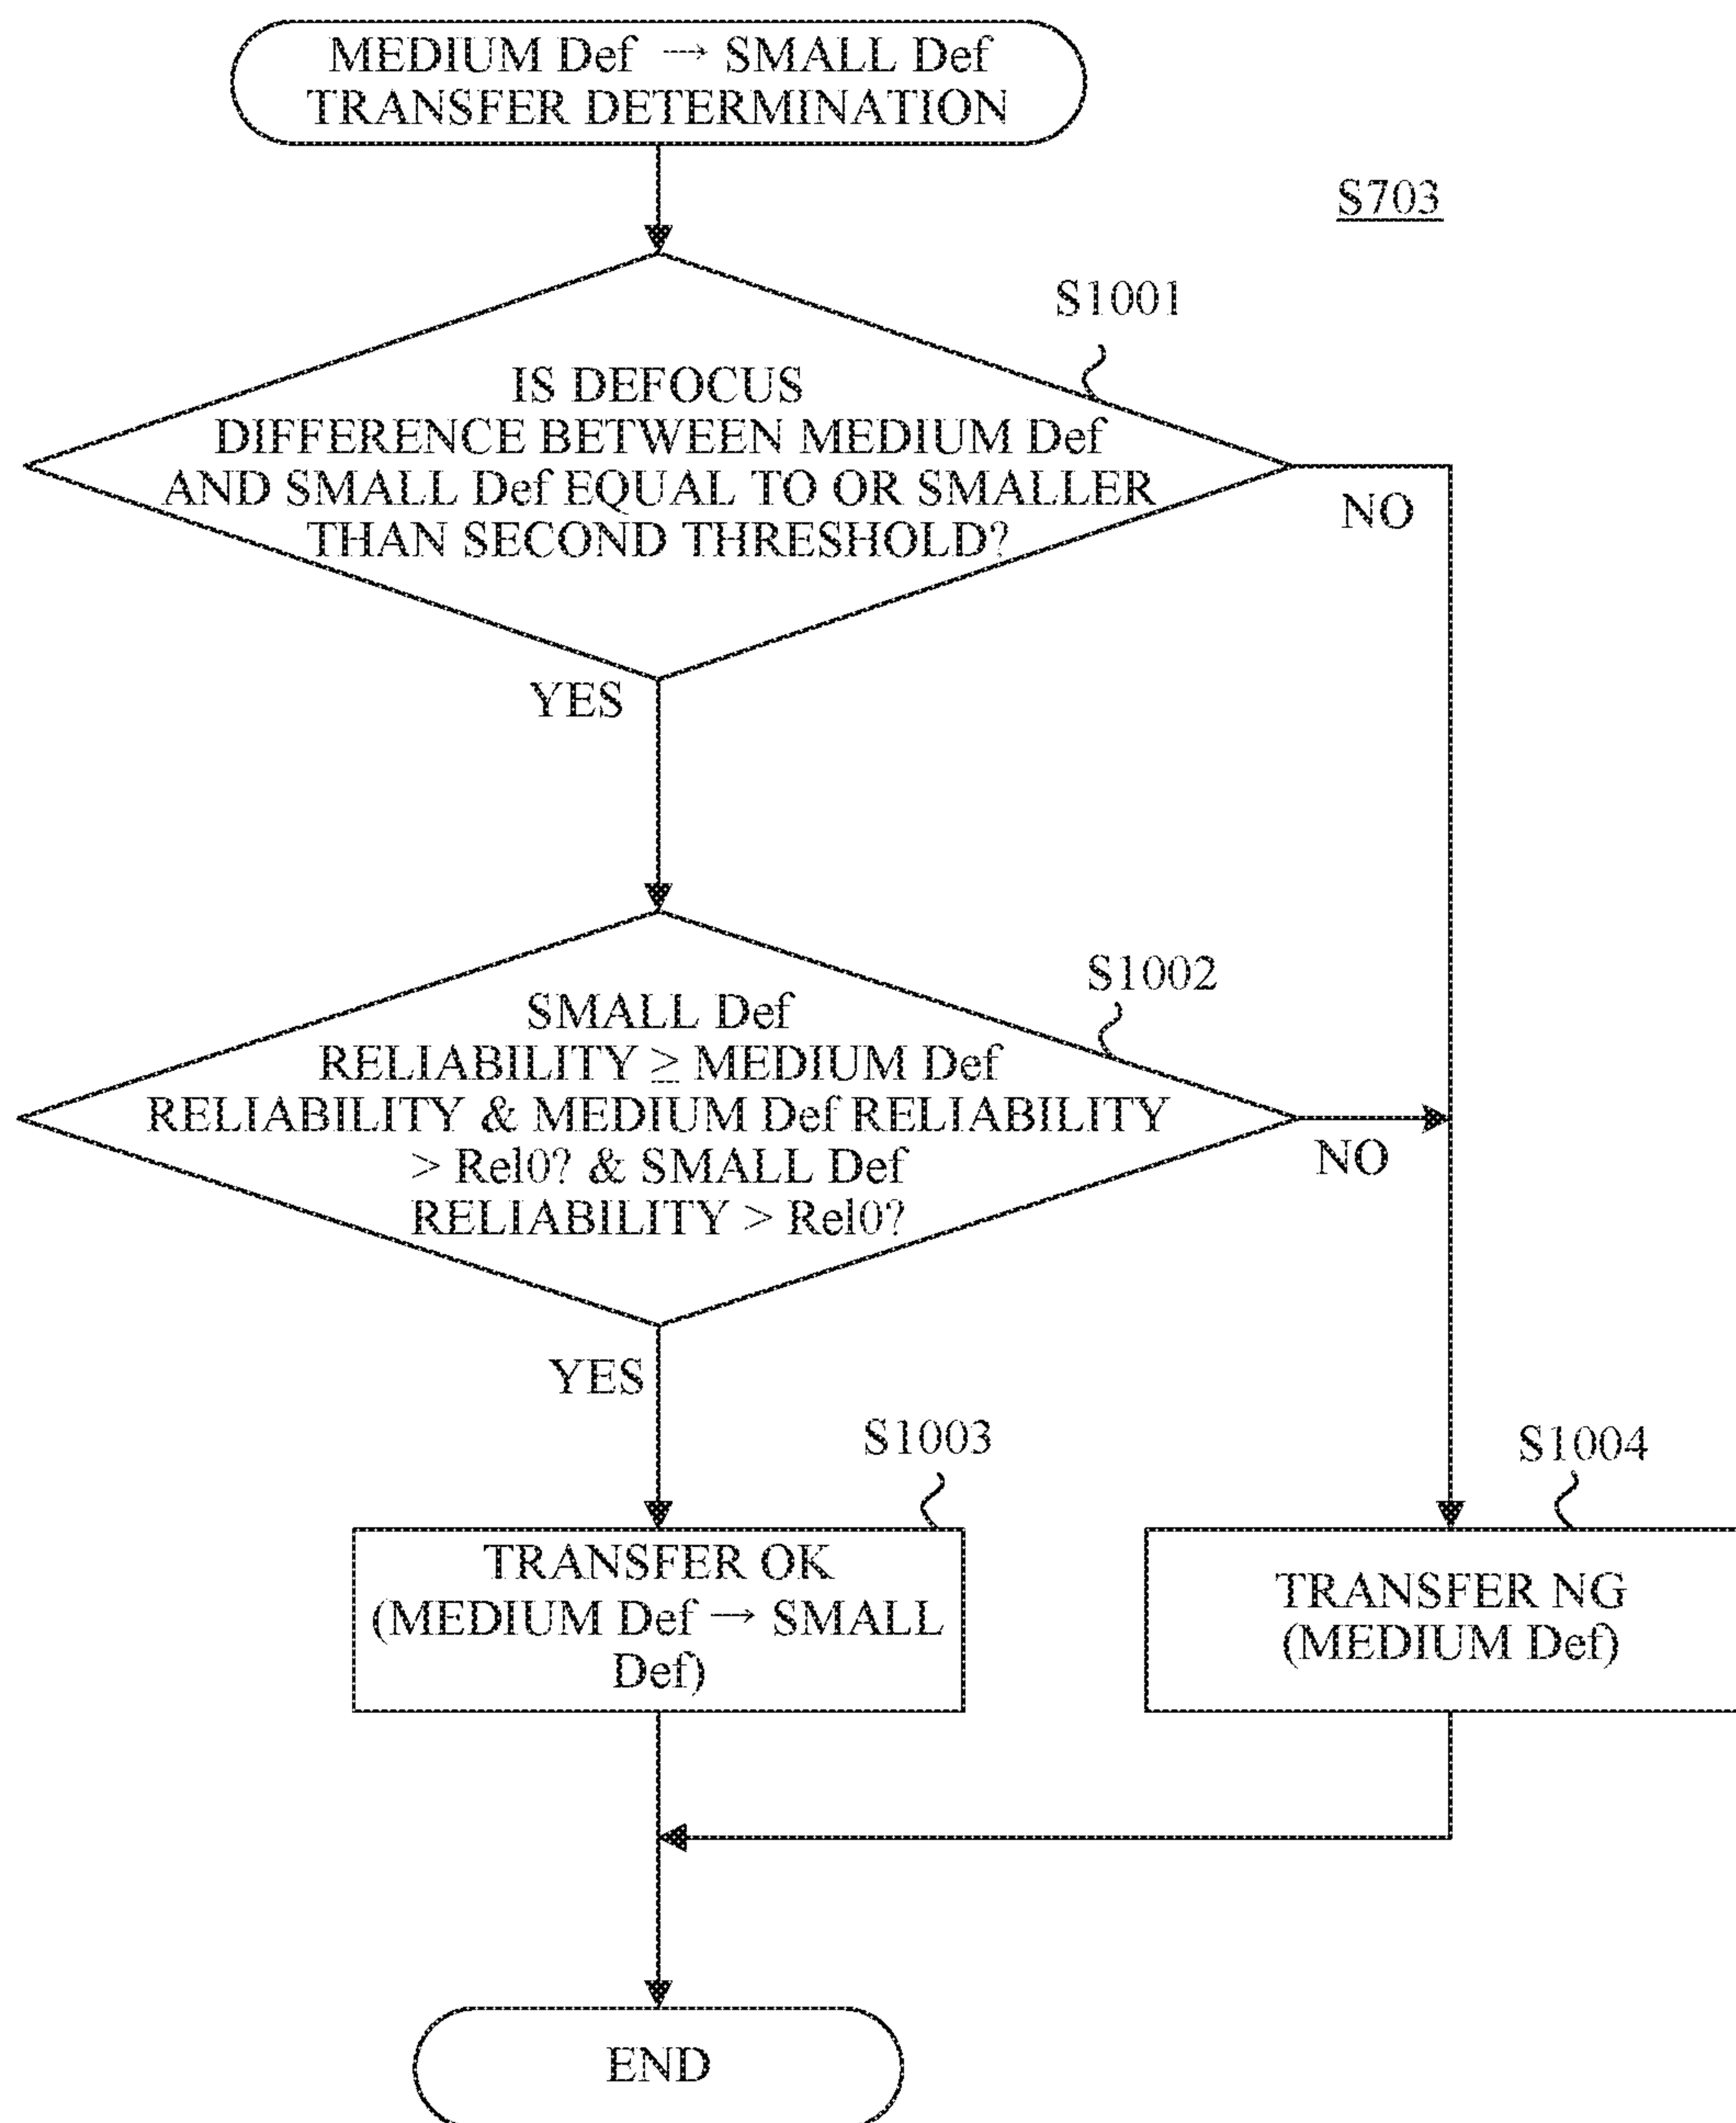 MEDIUM Def → SMALL Def
TRANSFER DETERMINATION
S703
S1001
IS DEFOCUS
DIFFERENCE BETWEEN MEDIUM Def
AND SMALL Def EQUAL TO OR SMALLER
THAN SECOND THRESHOLD?
NO
YES
S1002
SMALL Def
RELIABILITY ≥ MEDIUM Def
RELIABILITY & MEDIUM Def RELIABILITY
> Rel0? & SMALL Def
RELIABILITY > Rel0?
NO
YES
S1003
TRANSFER OK
(MEDIUM Def → SMALL
Def)
S1004
TRANSFER NG
(MEDIUM Def)
END